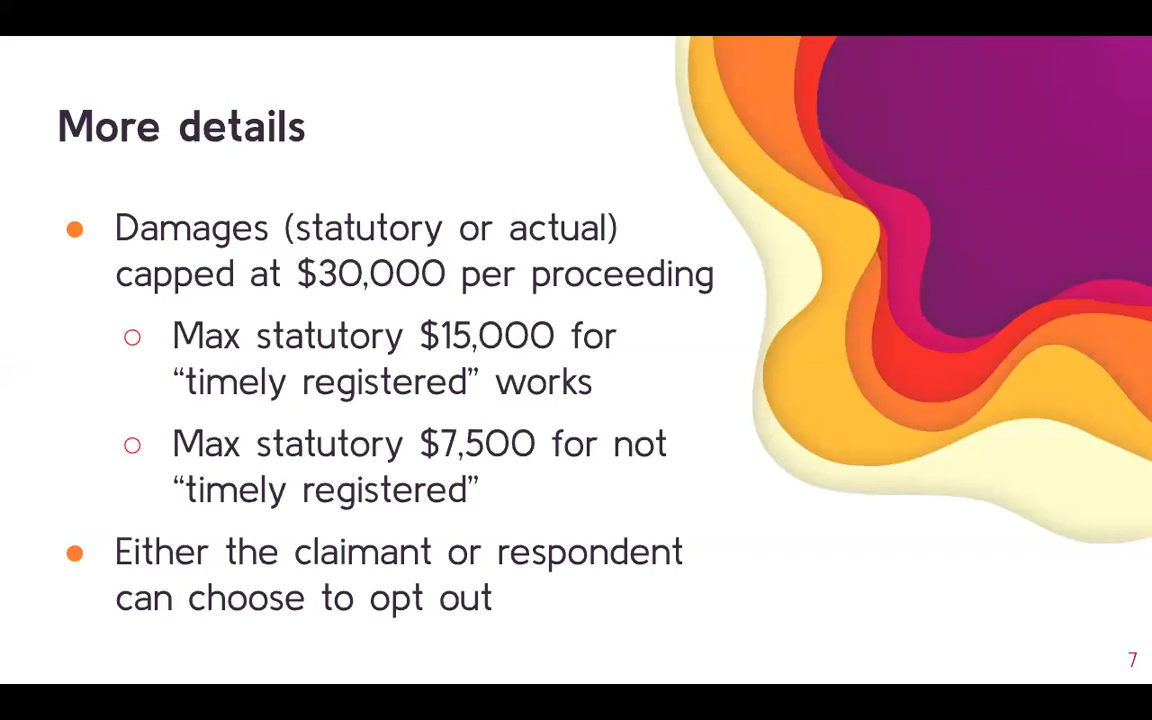 More details
● Damages (statutory or actual)
capped at $30,000 per proceeding
○ Max statutory $15,000 for
“timely registered” works
○ Max statutory $7,500 for not
“timely registered”
● Either the claimant or respondent
can choose to opt out
7